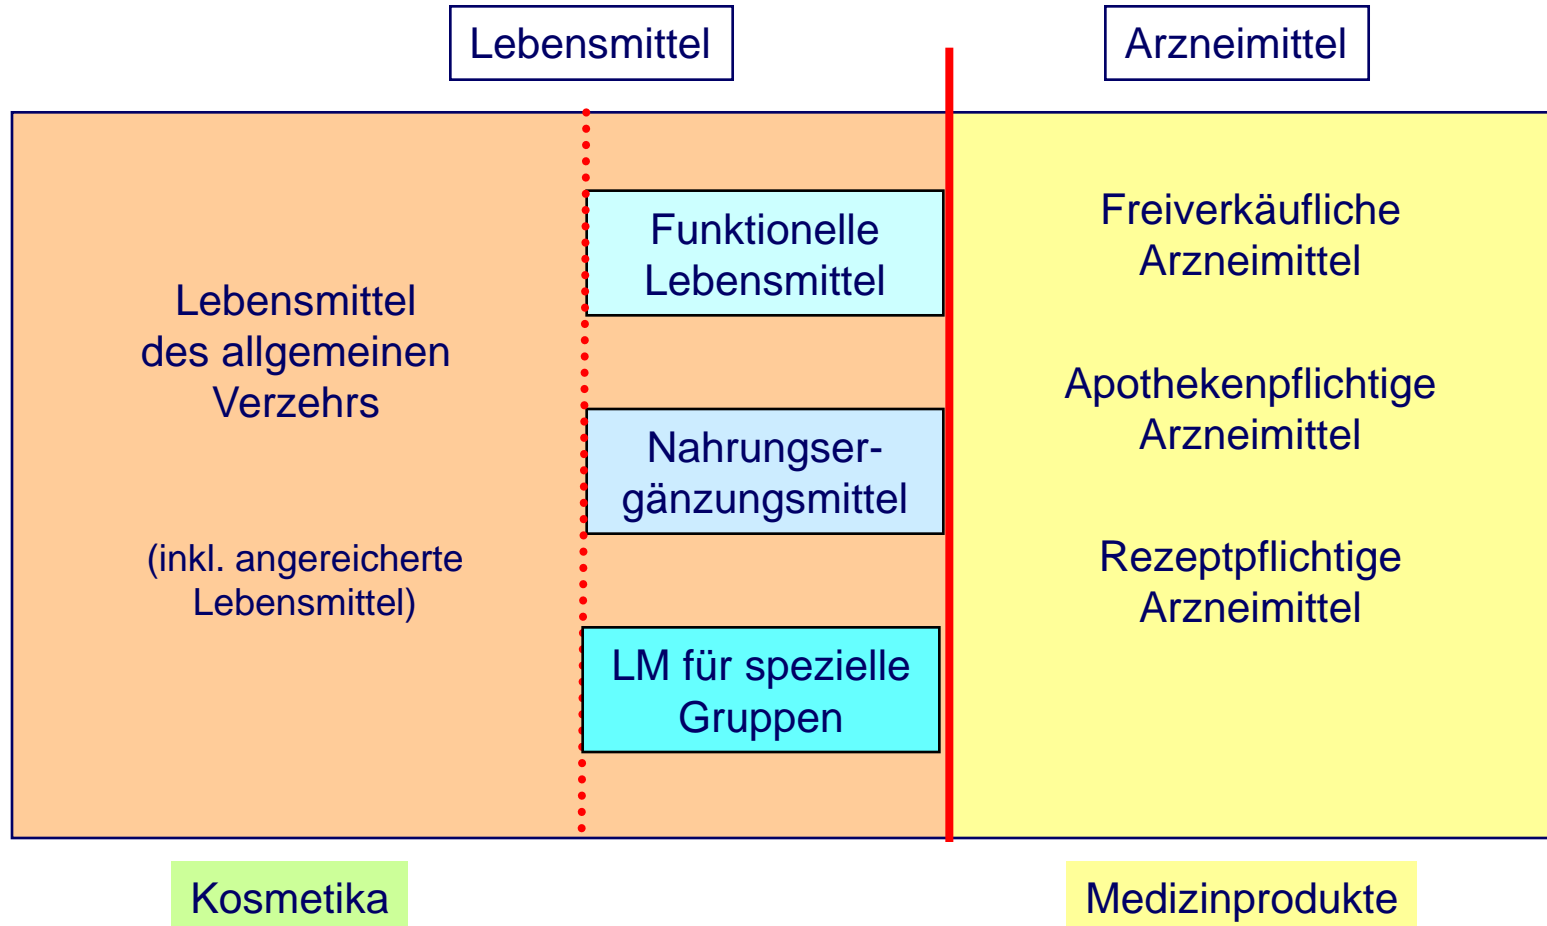 Lebensmittel
Arzneimittel
Lebensmittel
des allgemeinen
Verzehrs
(inkl. angereicherte
Lebensmittel)
Funktionelle
Lebensmittel
Nahrungser-
gänzungsmittel
LM für spezielle
Gruppen
Freiverkäufliche
Arzneimittel
Apothekenpflichtige
Arzneimittel
Rezeptpflichtige
Arzneimittel
Kosmetika
Medizinprodukte